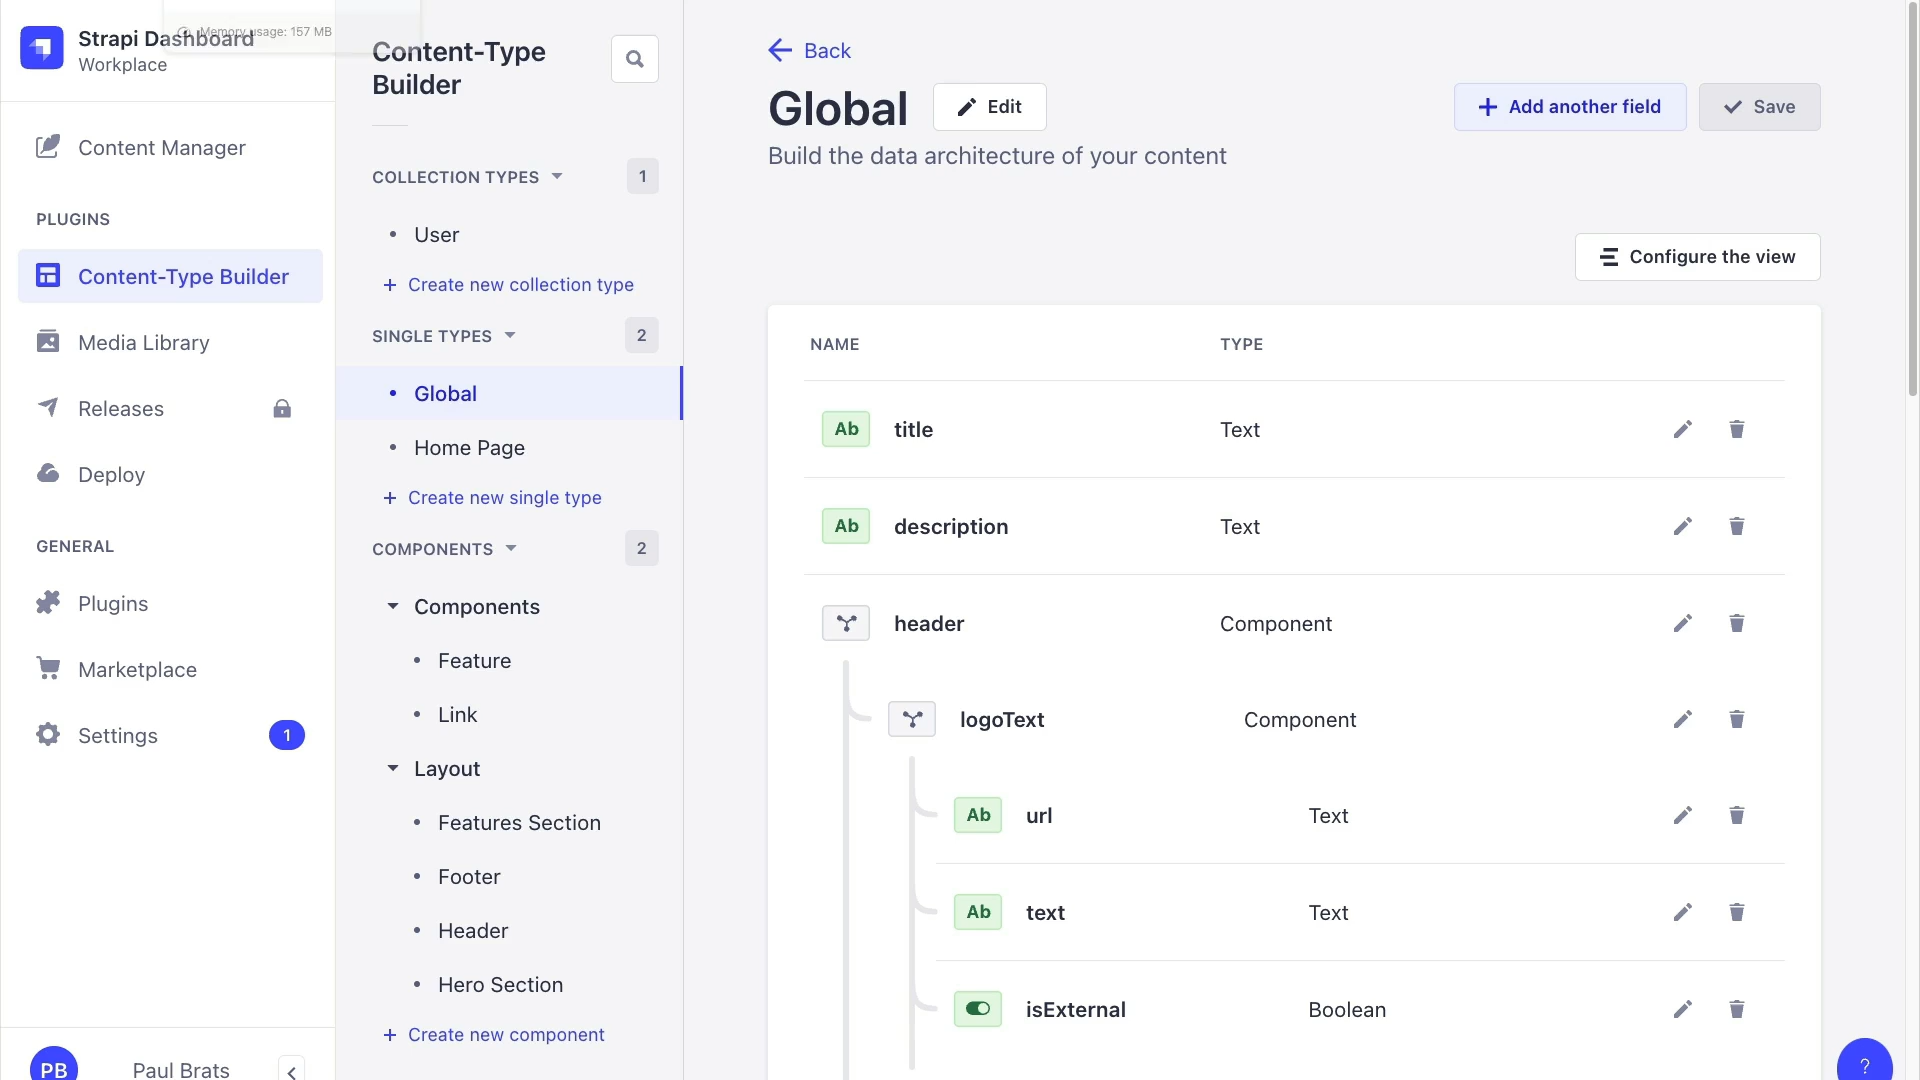 Strapi Dashboard
Workplace
Memory usage: 157 MB
Content Manager
PLUGINS
Content-Type Builder
Media Library
Releases
Deploy
GENERAL
Plugins
Marketplace
Settings
1
PB
Paul Brats
Content-Type
Builder
COLLECTION TYPES
1
User
Create new collection type
SINGLE TYPES
2
Global
Home Page
Create new single type
COMPONENTS
2
Components
Feature
Link
Layout
Features Section
Footer
Header
Hero Section
Create new component
Back
Global
Edit
Add another field
Save
Build the data architecture of your content
Configure the view
NAME TYPE
Ab title Text
Ab description Text
header Component
logoText Component
Ab url Text
Ab text Text
isExternal Boolean
?